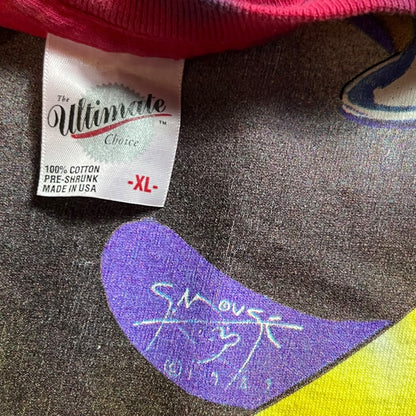 The
Ultimate
™
Choice
100% COTTON
PRE-SHRUNK
MADE IN USA
-XL-
S. MOUSE